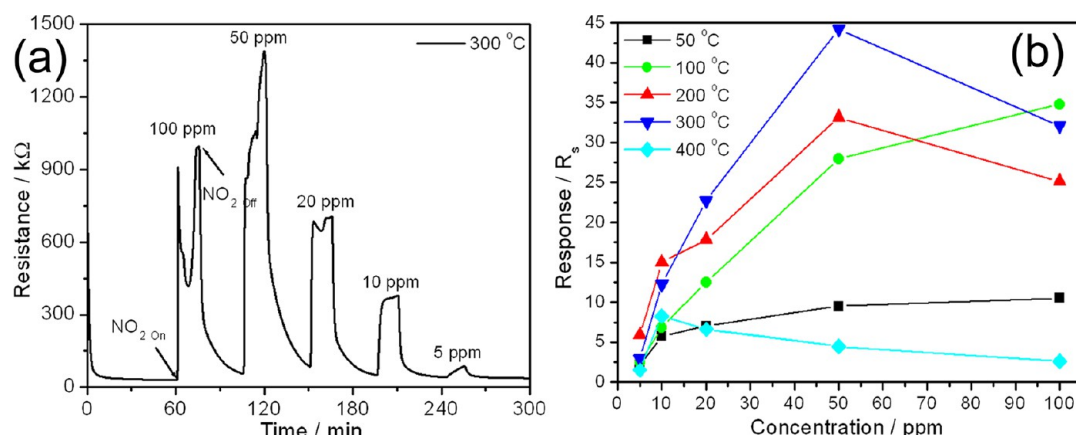 (a)
300 °C
1500
1200
900
600
300
0
Resistance / kΩ
100 ppm
50 ppm
20 ppm
10 ppm
5 ppm
NO2 On
NO2 Off
0 60 120 180 240 300
Time / min
(b)
50 °C
100 °C
200 °C
300 °C
400 °C
45
40
35
30
25
20
15
10
5
0
Response / Rs
0 10 20 30 40 50 60 70 80 90 100
Concentration / ppm